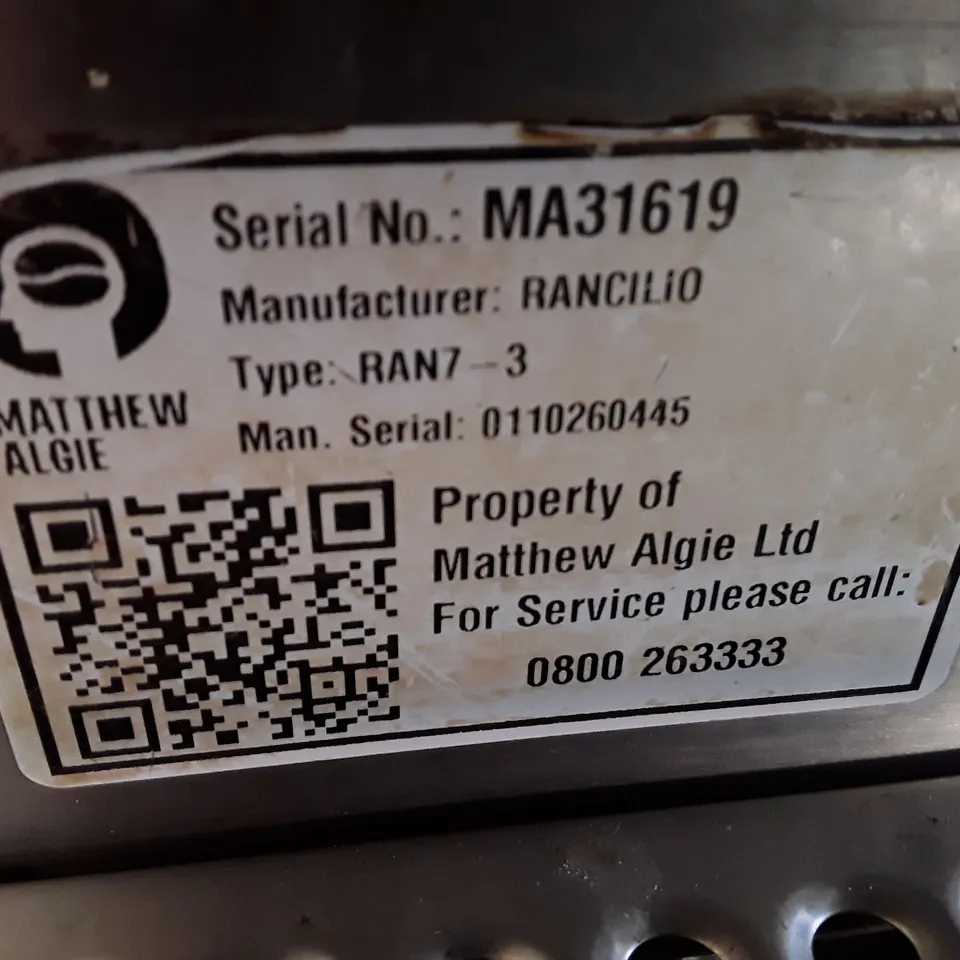 Serial No.: MA31619
Manufacturer: RANCILiO
Type: RAN7-3
Man. Serial: 0110260445
MATTHEW
ALGIE
Property of
Matthew Algie Ltd
For Service please call:
0800 263333